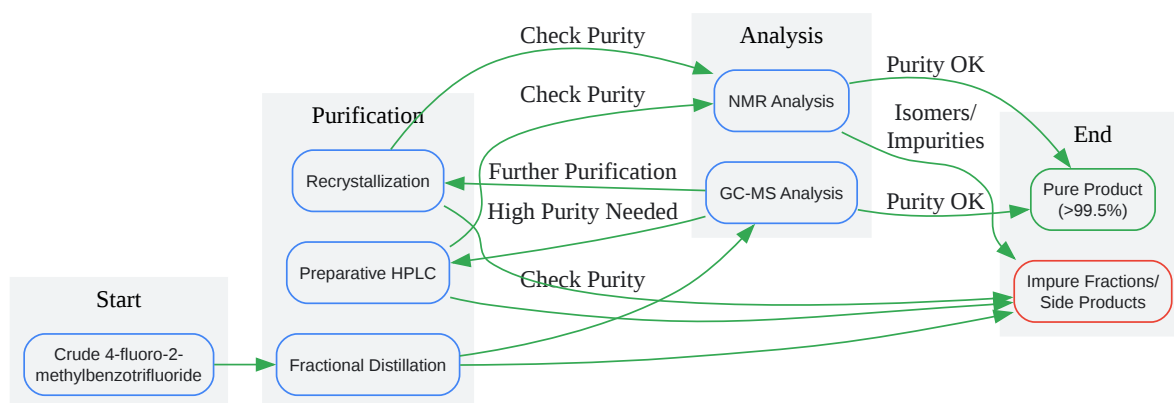 Start
Crude 4-fluoro-2-
methylbenzotrifluoride
Purification
Recrystallization
Preparative HPLC
Fractional Distillation
Check Purity
Check Purity
Further Purification
High Purity Needed
Check Purity
Analysis
NMR Analysis
GC-MS Analysis
Purity OK
Isomers/
Impurities
Purity OK
End
Pure Product
(>99.5%)
Impure Fractions/
Side Products